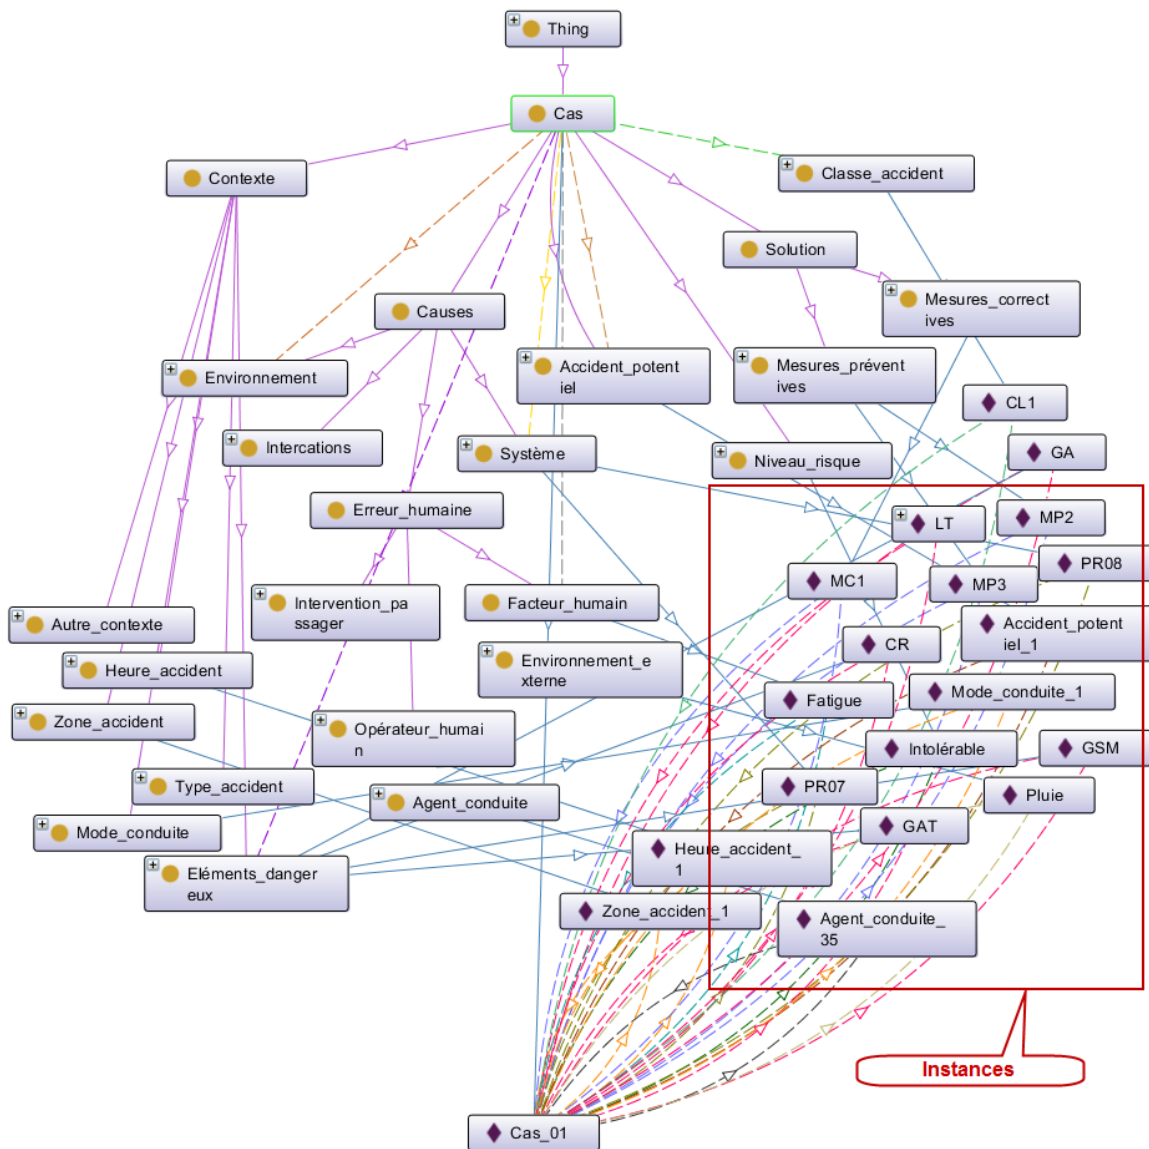 Thing
Cas
Contexte
Classe_accident
Solution
Mesures_correct
ives
Causes
Environnement
Accident_potent
iel
Mesures_prévent
ives
CL1
Intercations
Système
Niveau_risque
GA
Erreur_humaine
LT
MP2
PR08
MC1
MP3
Intervention_pa
ssager
Facteur_humain
Autre_contexte
Accident_potent
iel_1
CR
Heure_accident
Environnement_e
xterne
Fatigue
Mode_conduite_1
Zone_accident
Opérateur_humai
n
Intolérable
GSM
Type_accident
Agent_conduite
PR07
Pluie
Mode_conduite
GAT
Heure_accident_
1
Eléments_danger
eux
Zone_accident_1
Agent_conduite_
35
Instances
Cas_01